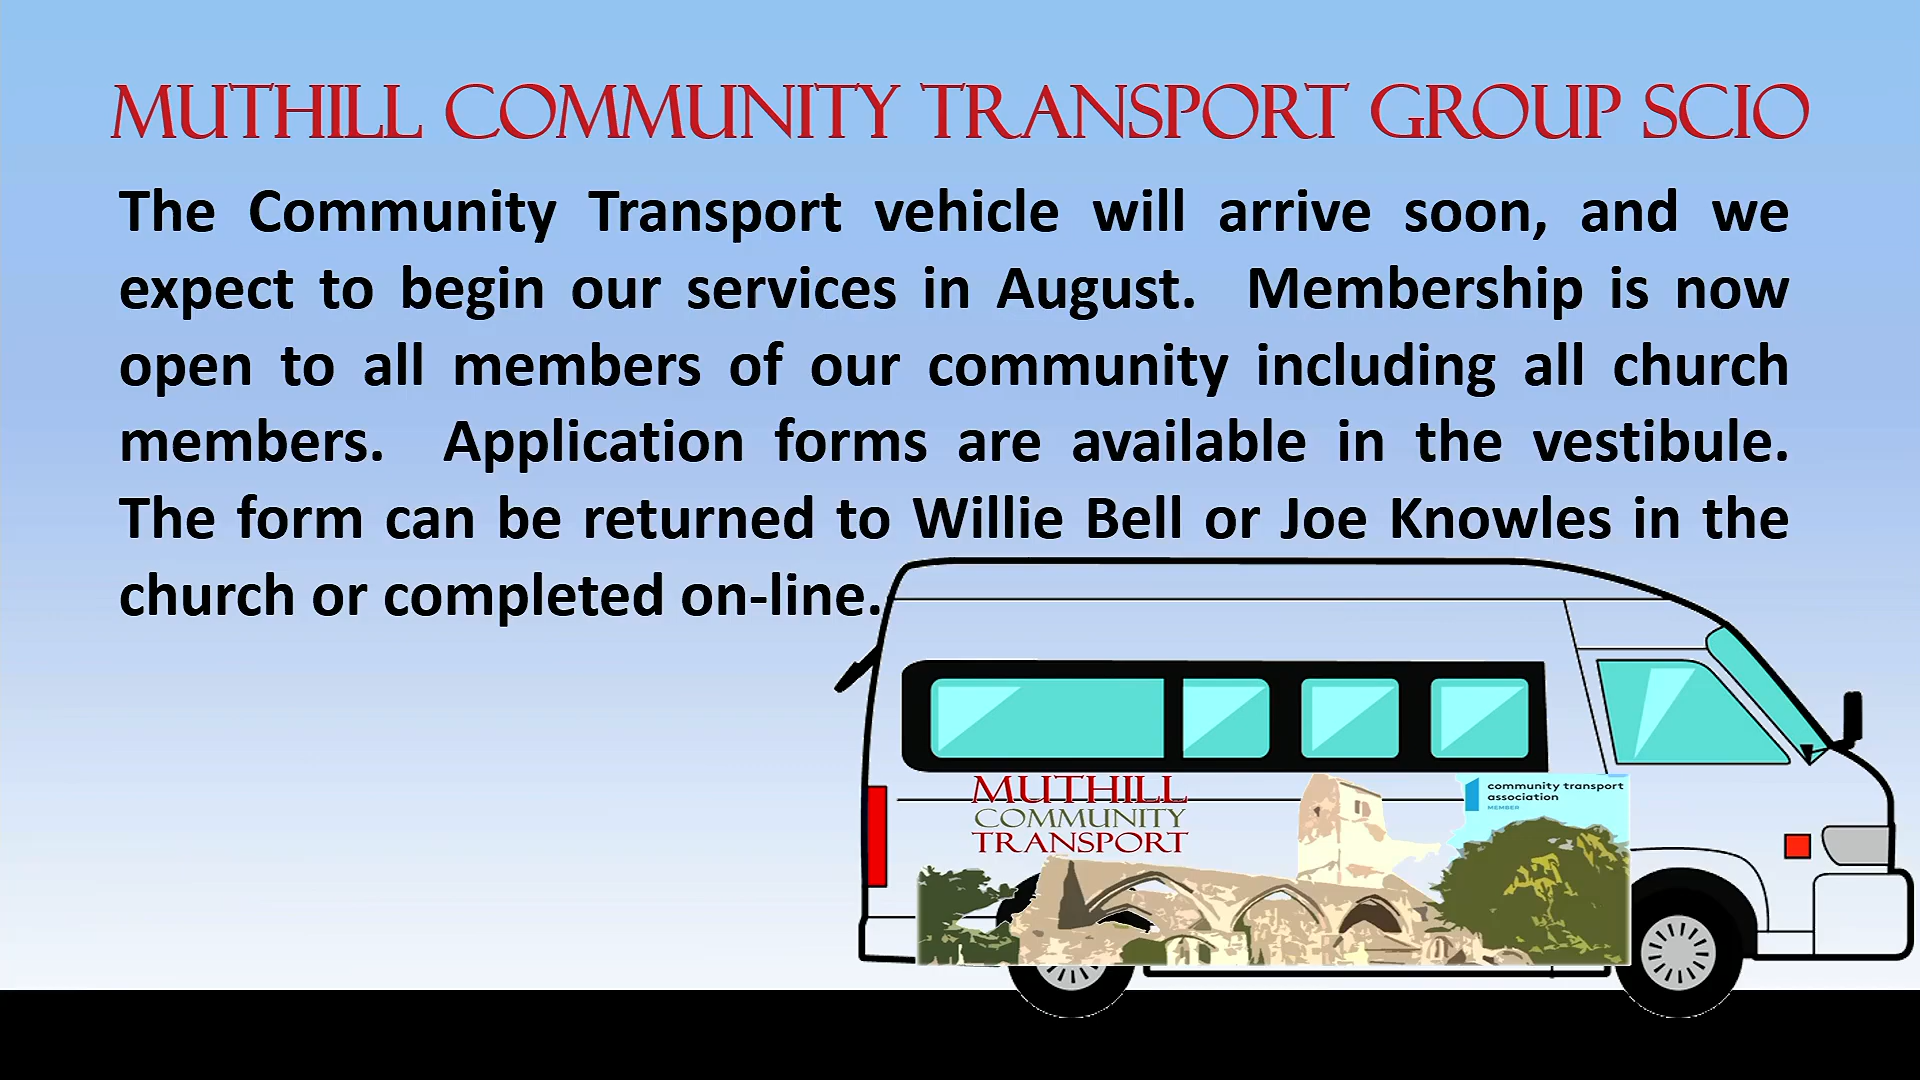 MUTHILL COMMUNITY TRANSPORT GROUP SCIO
The Community Transport vehicle will arrive soon, and we
expect to begin our services in August. Membership is now
open to all members of our community including all church
members. Application forms are available in the vestibule.
The form can be returned to Willie Bell or Joe Knowles in the
church or completed on-line.
MUTHILL
COMMUNITY
TRANSPORT
community transport
association
MEMBER